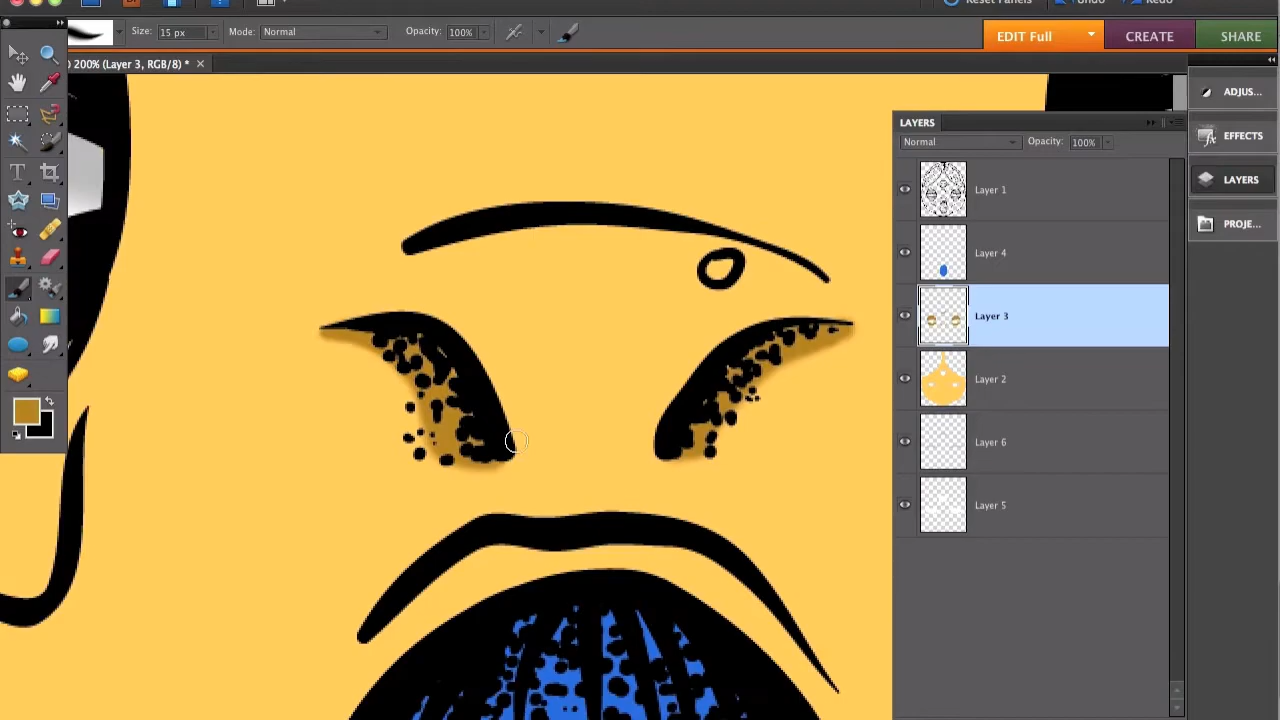 Reset Panels
Undo
Redo
Size: 15 px
Mode: Normal
Opacity: 100%
EDIT Full
CREATE
SHARE
200% (Layer 3, RGB/8) *
LAYERS
Normal
Opacity: 100%
Layer 1
Layer 4
Layer 3
Layer 2
Layer 6
Layer 5
ADJUS...
EFFECTS
LAYERS
PROJE...